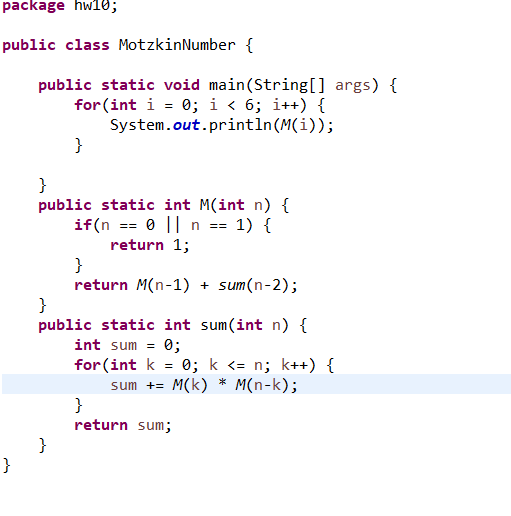 package hw10;
public class MotzkinNumber {
public static void main(String[] args) {
for(int i = 0; i < 6; i++) {
System.out.println(M(i));
}
}
public static int M(int n) {
if(n == 0 || n == 1) {
return 1;
}
return M(n-1) + sum(n-2);
}
public static int sum(int n) {
int sum = 0;
for(int k = 0; k <= n; k++) {
sum += M(k) * M(n-k);
}
return sum;
}
}